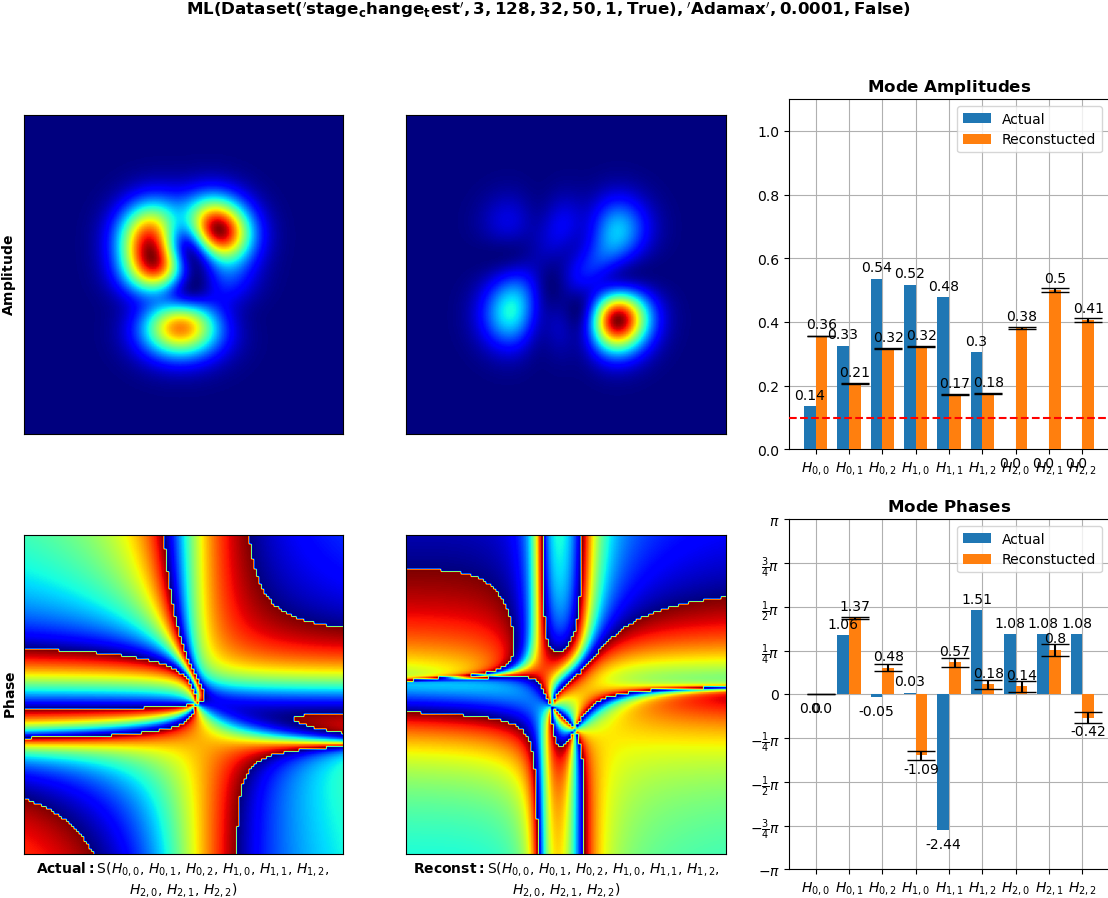 ML(Dataset('stage_change_test', 3, 128, 32, 50, 1, True), 'Adamax', 0.0001, False)
Amplitude
Mode Amplitudes
Actual
Reconstucted
1.0
0.8
0.6
0.4
0.2
0.0
0.14
0.36
0.33
0.21
0.54
0.32
0.52
0.32
0.48
0.17
0.3
0.18
0.0
0.38
0.0
0.5
0.0
0.41
H0,0 H0,1 H0,2 H1,0 H1,1 H1,2 H2,0 H2,1 H2,2
Phase
Mode Phases
Actual
Reconstucted
π
3/4π
1/2π
1/4π
0
−1/4π
−1/2π
−3/4π
−π
0.0
0.0
1.06
1.37
-0.05
0.48
0.03
-1.09
-2.44
0.57
1.51
0.18
1.08
0.14
1.08
0.8
1.08
-0.42
H0,0 H0,1 H0,2 H1,0 H1,1 H1,2 H2,0 H2,1 H2,2
Actual: S(H0,0, H0,1, H0,2, H1,0, H1,1, H1,2,
H2,0, H2,1, H2,2)
Reconst: S(H0,0, H0,1, H0,2, H1,0, H1,1, H1,2,
H2,0, H2,1, H2,2)